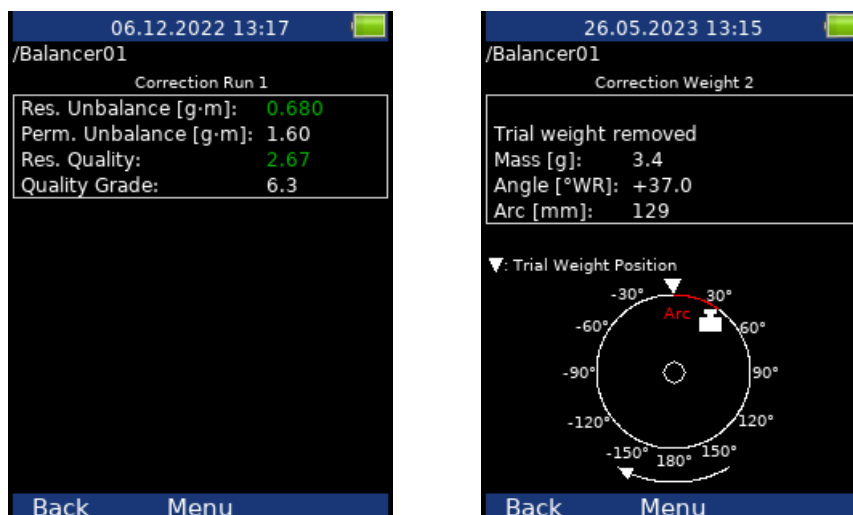 06.12.2022 13:17
/Balancer01
Correction Run 1
Res. Unbalance [g·m]: 0.680
Perm. Unbalance [g·m]: 1.60
Res. Quality: 2.67
Quality Grade: 6.3
Back Menu
26.05.2023 13:15
/Balancer01
Correction Weight 2
Trial weight removed
Mass [g]: 3.4
Angle [°WR]: +37.0
Arc [mm]: 129
▼: Trial Weight Position
-30° 30°
Arc
-60° 60°
-90° 90°
-120° 120°
-150° 180° 150°
Back Menu